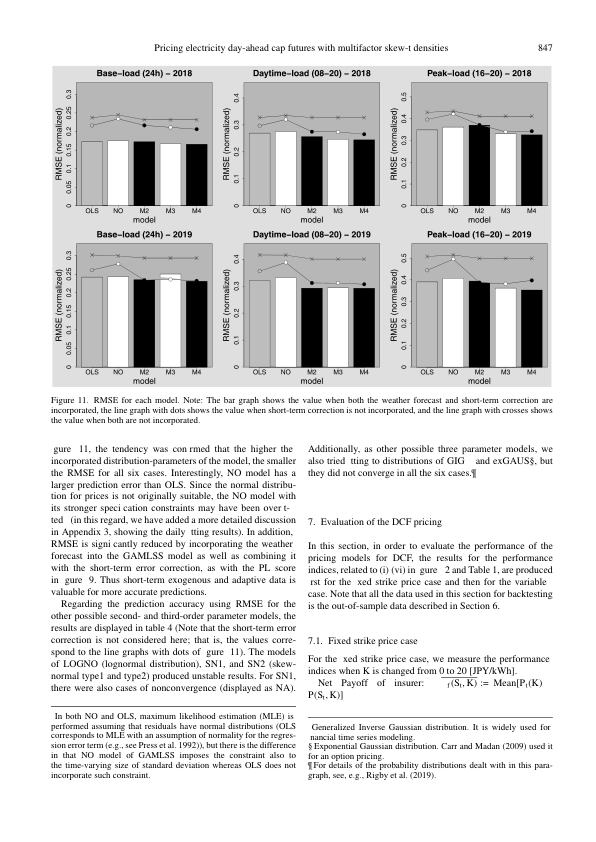 Pricing electricity day-ahead cap futures with multifactor skew-t densities 847
Base−load (24h) − 2018
RMSE (normalized)
0 0.05 0.1 0.15 0.2 0.25 0.3
OLS NO M2 M3 M4
model
Daytime−load (08−20) − 2018
RMSE (normalized)
0 0.1 0.2 0.3 0.4
OLS NO M2 M3 M4
model
Peak−load (16−20) − 2018
RMSE (normalized)
0 0.1 0.2 0.3 0.4 0.5
OLS NO M2 M3 M4
model
Base−load (24h) − 2019
RMSE (normalized)
0 0.05 0.1 0.15 0.2 0.25 0.3
OLS NO M2 M3 M4
model
Daytime−load (08−20) − 2019
RMSE (normalized)
0 0.1 0.2 0.3 0.4
OLS NO M2 M3 M4
model
Peak−load (16−20) − 2019
RMSE (normalized)
0 0.1 0.2 0.3 0.4 0.5
OLS NO M2 M3 M4
model
Figure 11. RMSE for each model. Note: The bar graph shows the value when both the weather forecast and short-term correction are
incorporated, the line graph with dots shows the value when short-term correction is not incorporated, and the line graph with crosses shows
the value when both are not incorporated.
gure 11, the tendency was con rmed that the higher the
incorporated distribution-parameters of the model, the smaller
the RMSE for all six cases. Interestingly, NO model has a
larger prediction error than OLS. Since the normal distribu-
tion for prices is not originally suitable, the NO model with
its stronger speci cation constraints may have been over t-
ted (in this regard, we have added a more detailed discussion
in Appendix 3, showing the daily tting results). In addition,
RMSE is signi cantly reduced by incorporating the weather
forecast into the GAMLSS model as well as combining it
with the short-term error correction, as with the PL score
in gure 9. Thus short-term exogenous and adaptive data is
valuable for more accurate predictions.
Regarding the prediction accuracy using RMSE for the
other possible second- and third-order parameter models, the
results are displayed in table 4 (Note that the short-term error
correction is not considered here; that is, the values corre-
spond to the line graphs with dots of gure 11). The models
of LOGNO (lognormal distribution), SN1, and SN2 (skew-
normal type1 and type2) produced unstable results. For SN1,
there were also cases of nonconvergence (displayed as NA).
In both NO and OLS, maximum likelihood estimation (MLE) is
performed assuming that residuals have normal distributions (OLS
corresponds to MLE with an assumption of normality for the regres-
sion error term (e.g., see Press et al. 1992)), but there is the difference
in that NO model of GAMLSS imposes the constraint also to
the time-varying size of standard deviation whereas OLS does not
incorporate such constraint.
Additionally, as other possible three parameter models, we
also tried tting to distributions of GIG and exGAUS§, but
they did not converge in all the six cases.¶
7. Evaluation of the DCF pricing
In this section, in order to evaluate the performance of the
pricing models for DCF, the results for the performance
indices, related to (i) (vi) in gure 2 and Table 1, are produced
rst for the xed strike price case and then for the variable
case. Note that all the data used in this section for backtesting
is the out-of-sample data described in Section 6.
7.1. Fixed strike price case
For the xed strike price case, we measure the performance
indices when K is changed from 0 to 20 [JPY/kWh].
Net Payoff of insurer: f(St, K) := Mean[Pt(K)
P(St, K)]
Generalized Inverse Gaussian distribution. It is widely used for
nancial time series modeling.
§ Exponential Gaussian distribution. Carr and Madan (2009) used it
for an option pricing.
¶ For details of the probability distributions dealt with in this para-
graph, see, e.g., Rigby et al. (2019).